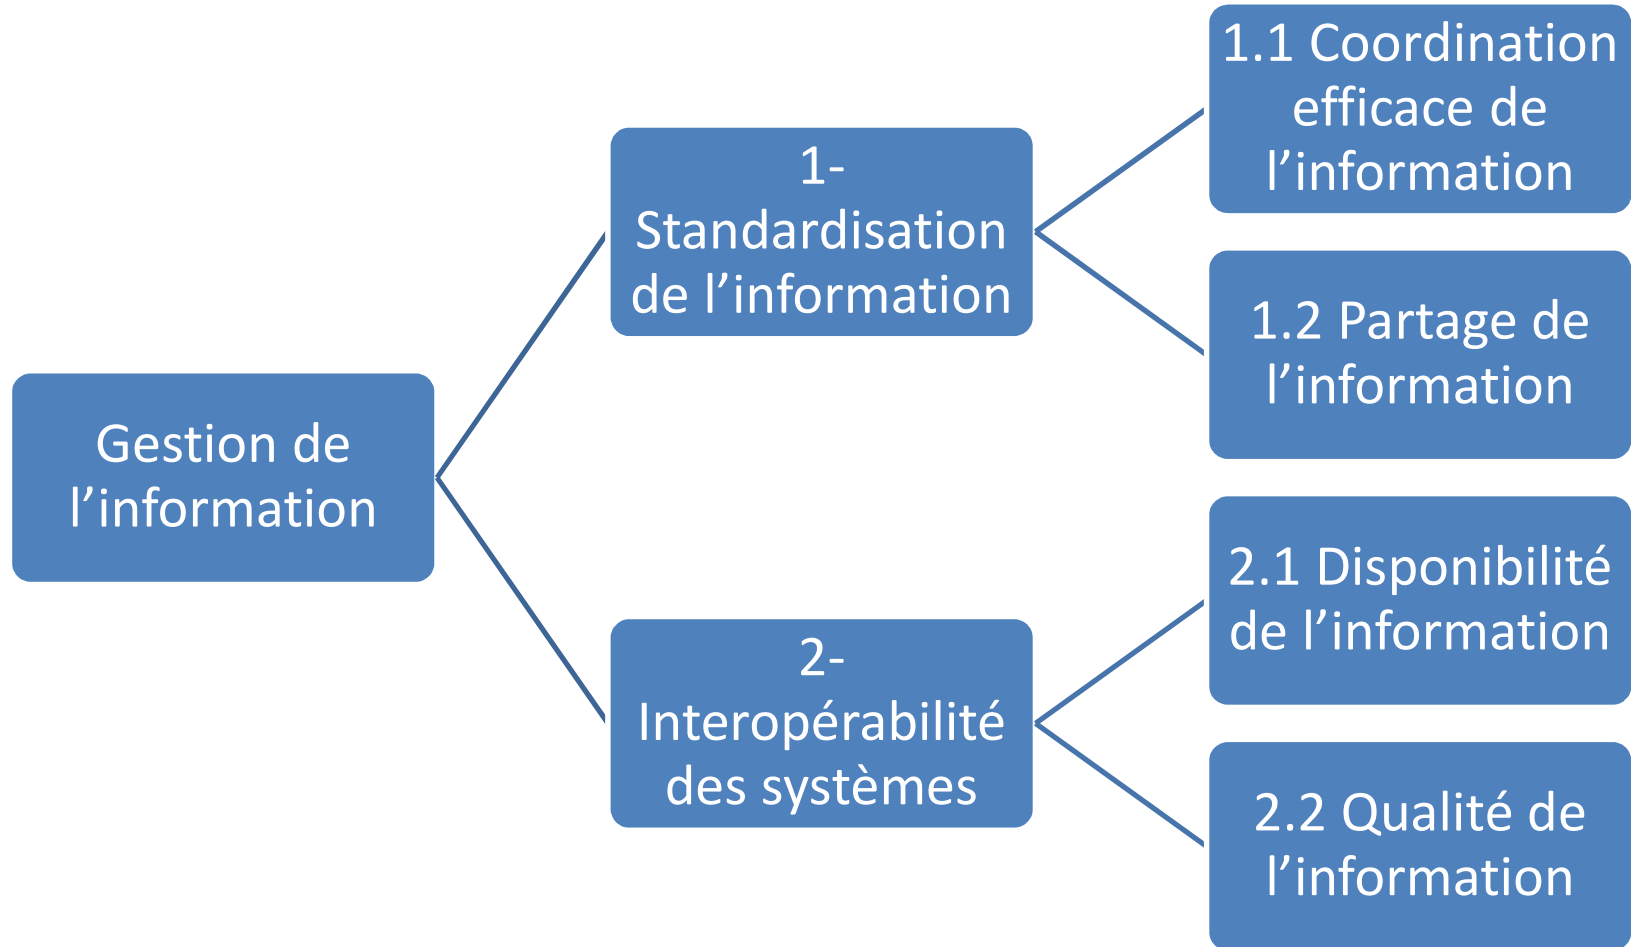 Gestion de
l’information
1-
Standardisation
de l’information
1.1 Coordination
efficace de
l’information
1.2 Partage de
l’information
2-
Interopérabilité
des systèmes
2.1 Disponibilité
de l’information
2.2 Qualité de
l’information